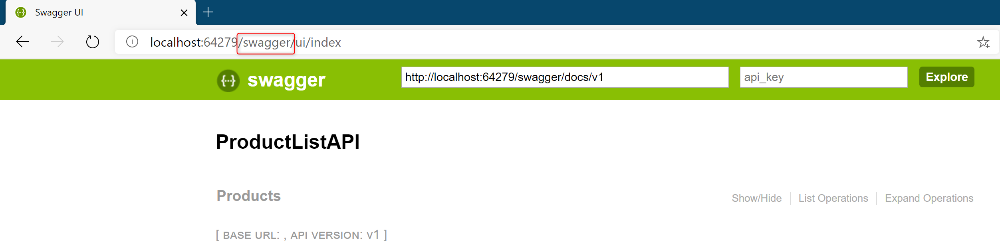 Swagger UI
localhost:64279/swagger/ui/index
swagger
http://localhost:64279/swagger/docs/v1
api_key
Explore
ProductListAPI
Products
Show/Hide
List Operations
Expand Operations
[ BASE URL: , API VERSION: v1 ]